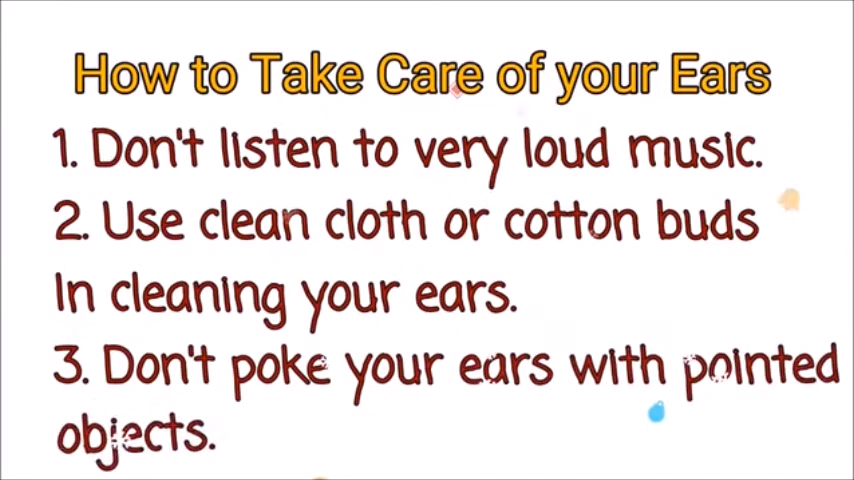 How to Take Care of your Ears
1. Don't listen to very loud music.
2. Use clean cloth or cotton buds
In cleaning your ears.
3. Don't poke your ears with pointed
objects.